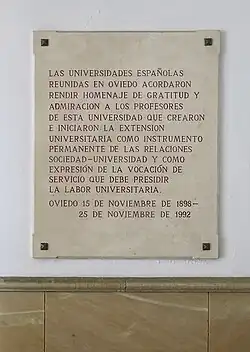 LAS UNIVERSIDADES ESPAÑOLAS
REUNIDAS EN OVIEDO ACORDARON
RENDIR HOMENAJE DE GRATITUD Y
ADMIRACION A LOS PROFESORES
DE ESTA UNIVERSIDAD QUE CREARON
E INICIARON LA EXTENSION
UNIVERSITARIA COMO INSTRUMENTO
PERMANENTE DE LAS RELACIONES
SOCIEDAD-UNIVERSIDAD Y COMO
EXPRESIÓN DE LA VOCACIÓN DE
SERVICIO QUE DEBE PRESIDIR
LA LABOR UNIVERSITARIA.
OVIEDO 15 DE NOVIEMBRE DE 1898-
25 DE NOVIEMBRE DE 1992